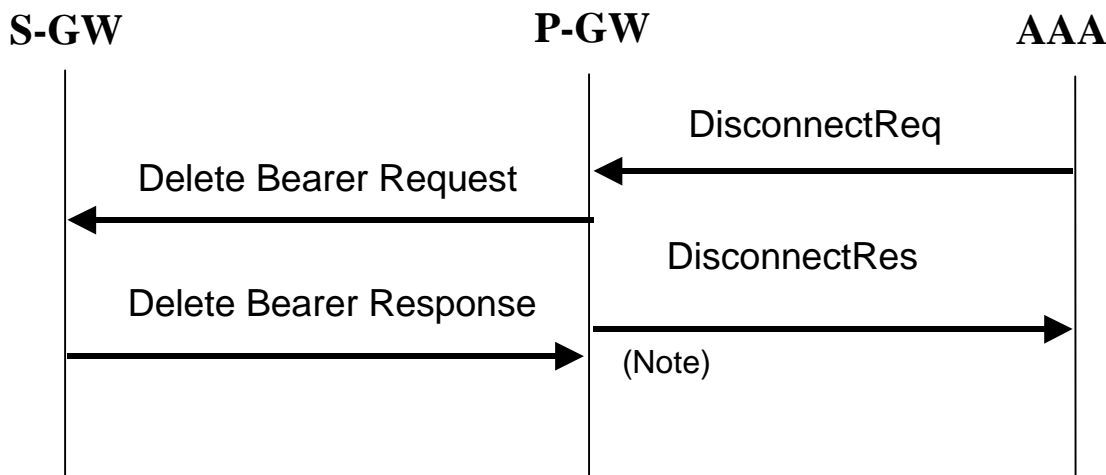 S-GW
P-GW
AAA
DisconnectReq
Delete Bearer Request
DisconnectRes
Delete Bearer Response
(Note)